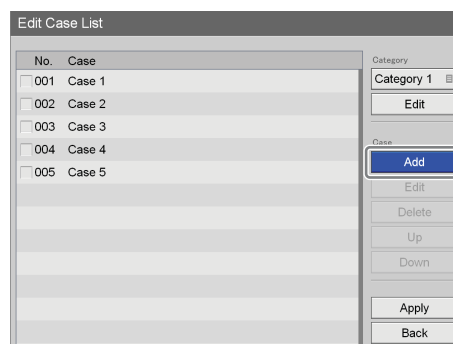 Edit Case List
No. Case
001 Case 1
002 Case 2
003 Case 3
004 Case 4
005 Case 5
Category
Category 1
Edit
Case
Add
Edit
Delete
Up
Down
Apply
Back